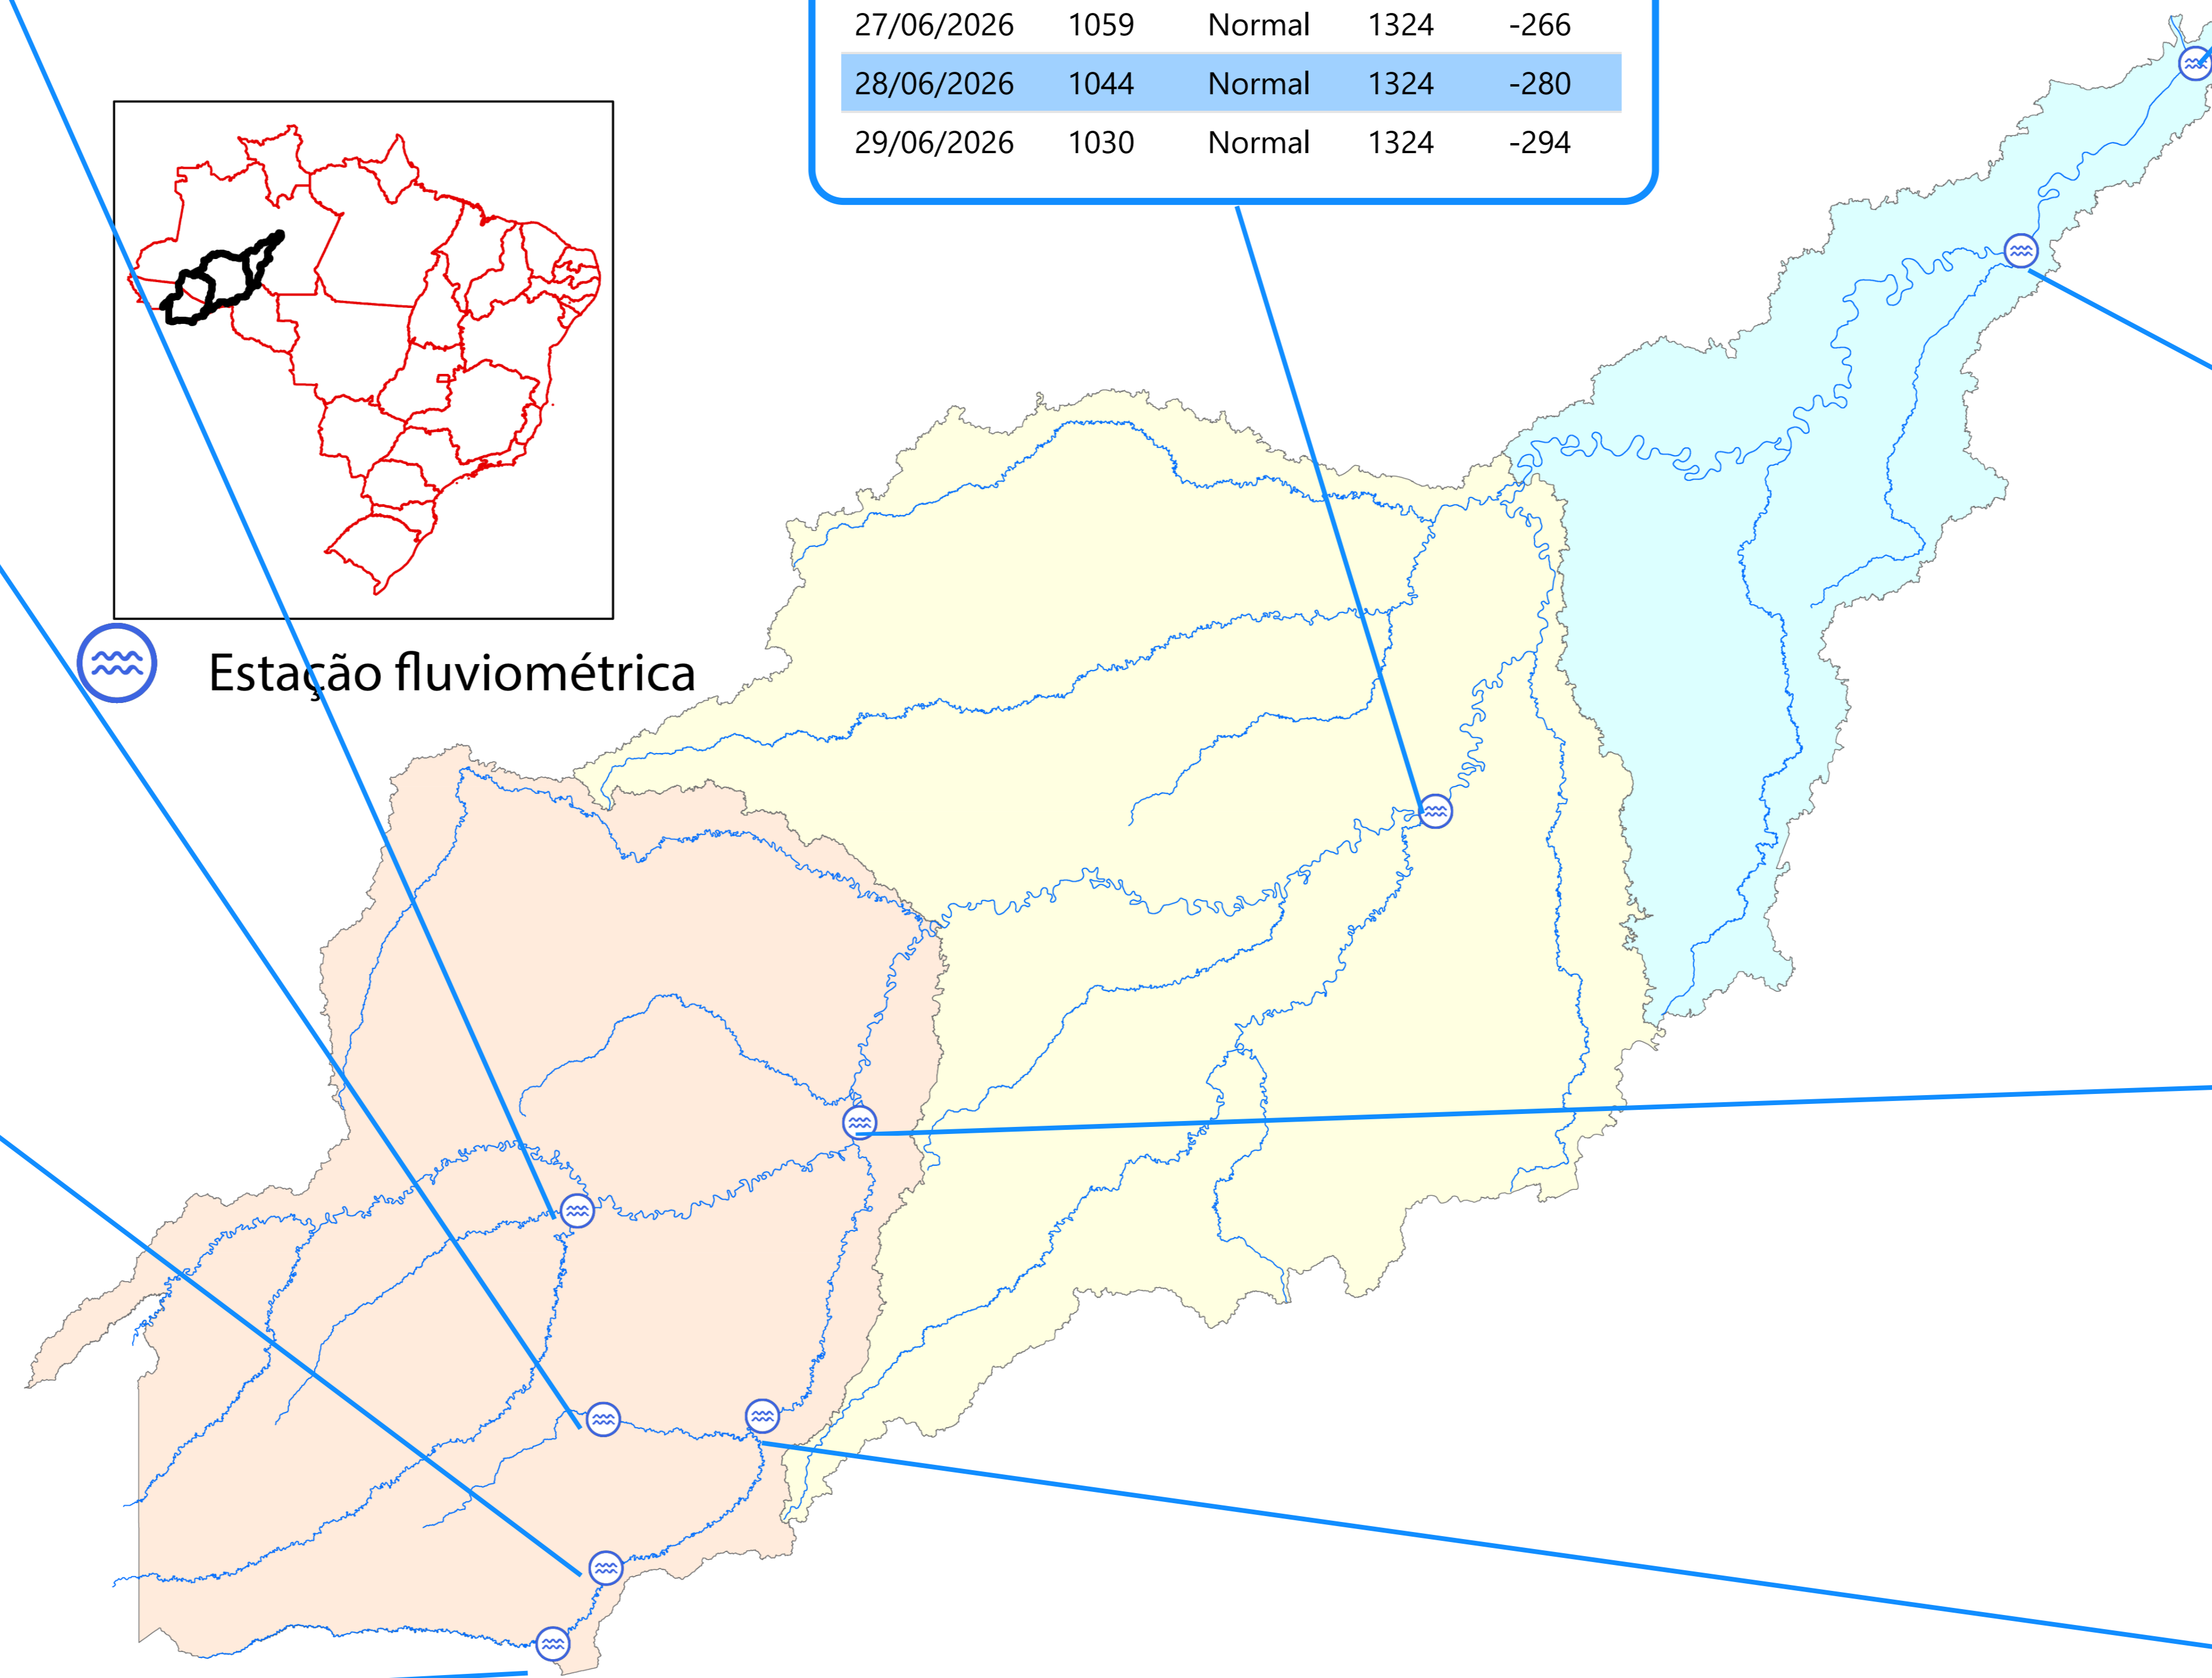 27/06/2026 1059 Normal 1324 -266
28/06/2026 1044 Normal 1324 -280
29/06/2026 1030 Normal 1324 -294
Estação fluviométrica